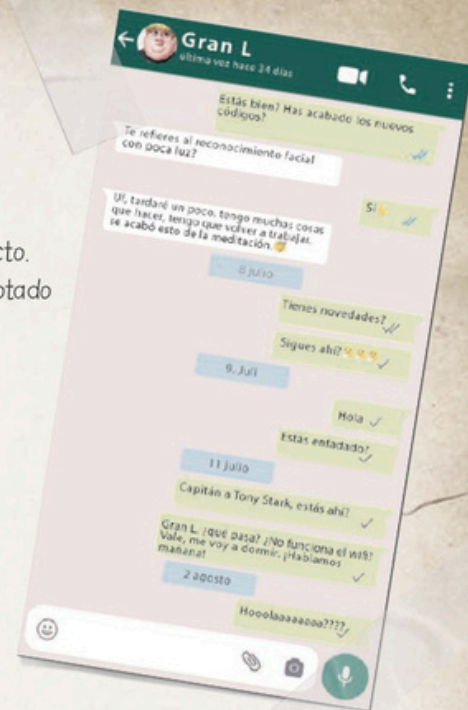 cto.
otado
Gran L
última vez hace 24 días
Estás bien? Has acabado los nuevos
códigos?
Te refieres al reconocimiento facial
con poca luz?
Sí
Uf, tardaré un poco. tengo muchas cosas
que hacer, tengo que volver a trabajar.
se acabó esto de la meditación.
8 julio
Tienes novedades?
Sigues ahí?
9. Juli
Hola
Estás enfadado?
11 julio
Capitán a Tony Stark, estás ahí?
Gran L, ¿qué pasa? ¿No funciona el wifi?
Vale, me voy a dormir. ¡Hablamos
mañana!
2 agosto
Hooolaaaaaaa????